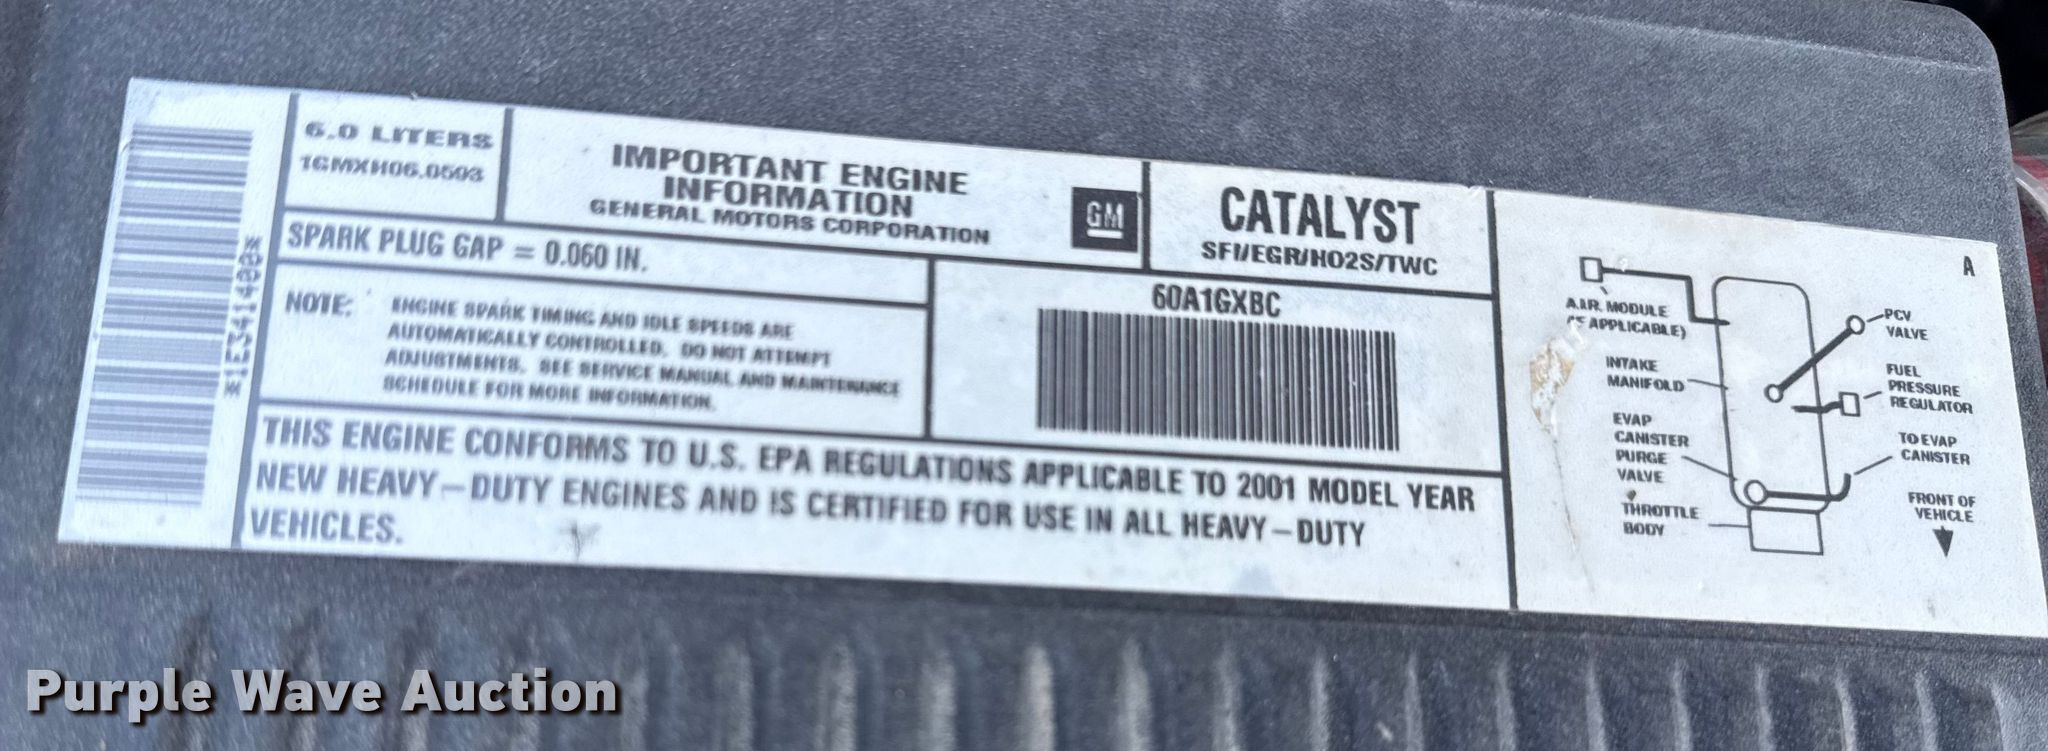 *1E3411400*
6.0 LITERS
1GMXH06.0593
IMPORTANT ENGINE
INFORMATION
GENERAL MOTORS CORPORATION
GM
CATALYST
SFI/EGR/HO2S/TWC
SPARK PLUG GAP = 0.060 IN.
NOTE: ENGINE SPARK TIMING AND IDLE SPEEDS ARE
AUTOMATICALLY CONTROLLED. DO NOT ATTEMPT
ADJUSTMENTS. SEE SERVICE MANUAL AND MAINTENANCE
SCHEDULE FOR MORE INFORMATION.
60A1GXBC
THIS ENGINE CONFORMS TO U.S. EPA REGULATIONS APPLICABLE TO 2001 MODEL YEAR
NEW HEAVY-DUTY ENGINES AND IS CERTIFIED FOR USE IN ALL HEAVY-DUTY
VEHICLES.
A
A.I.R. MODULE
(IF APPLICABLE)
INTAKE
MANIFOLD
EVAP
CANISTER
PURGE
VALVE
THROTTLE
BODY
PCV
VALVE
FUEL
PRESSURE
REGULATOR
TO EVAP
CANISTER
FRONT OF
VEHICLE
Purple Wave Auction